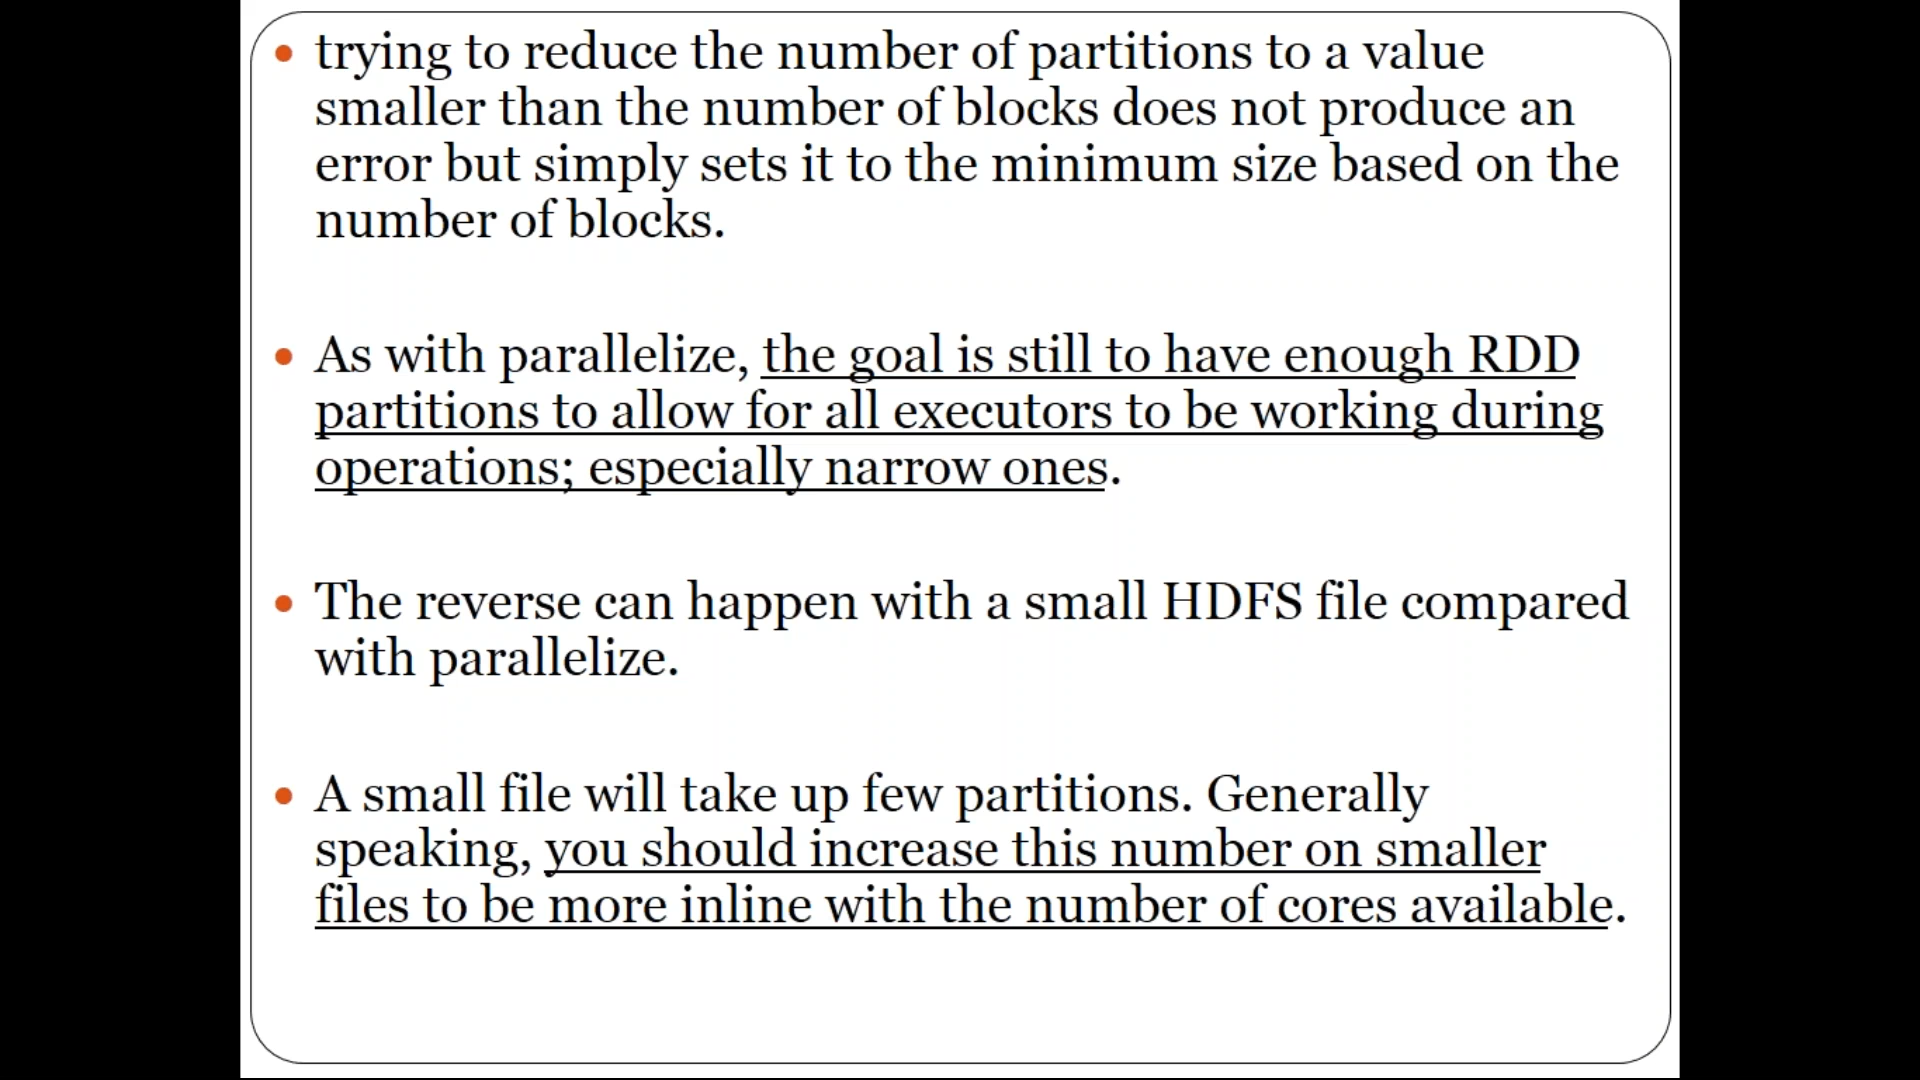 • trying to reduce the number of partitions to a value
smaller than the number of blocks does not produce an
error but simply sets it to the minimum size based on the
number of blocks.
• As with parallelize, the goal is still to have enough RDD
partitions to allow for all executors to be working during
operations; especially narrow ones.
• The reverse can happen with a small HDFS file compared
with parallelize.
• A small file will take up few partitions. Generally
speaking, you should increase this number on smaller
files to be more inline with the number of cores available.